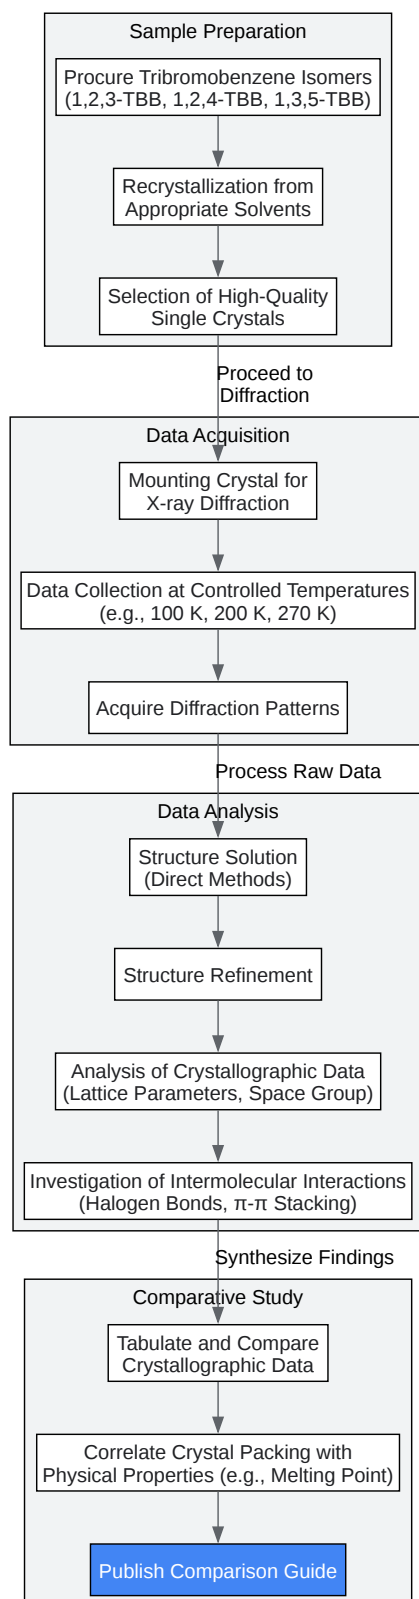 Sample Preparation
Procure Tribromobenzene Isomers
(1,2,3-TBB, 1,2,4-TBB, 1,3,5-TBB)
Recrystallization from
Appropriate Solvents
Selection of High-Quality
Single Crystals
Proceed to
Diffraction
Data Acquisition
Mounting Crystal for
X-ray Diffraction
Data Collection at Controlled Temperatures
(e.g., 100 K, 200 K, 270 K)
Acquire Diffraction Patterns
Process Raw Data
Data Analysis
Structure Solution
(Direct Methods)
Structure Refinement
Analysis of Crystallographic Data
(Lattice Parameters, Space Group)
Investigation of Intermolecular Interactions
(Halogen Bonds, π-π Stacking)
Synthesize Findings
Comparative Study
Tabulate and Compare
Crystallographic Data
Correlate Crystal Packing with
Physical Properties (e.g., Melting Point)
Publish Comparison Guide